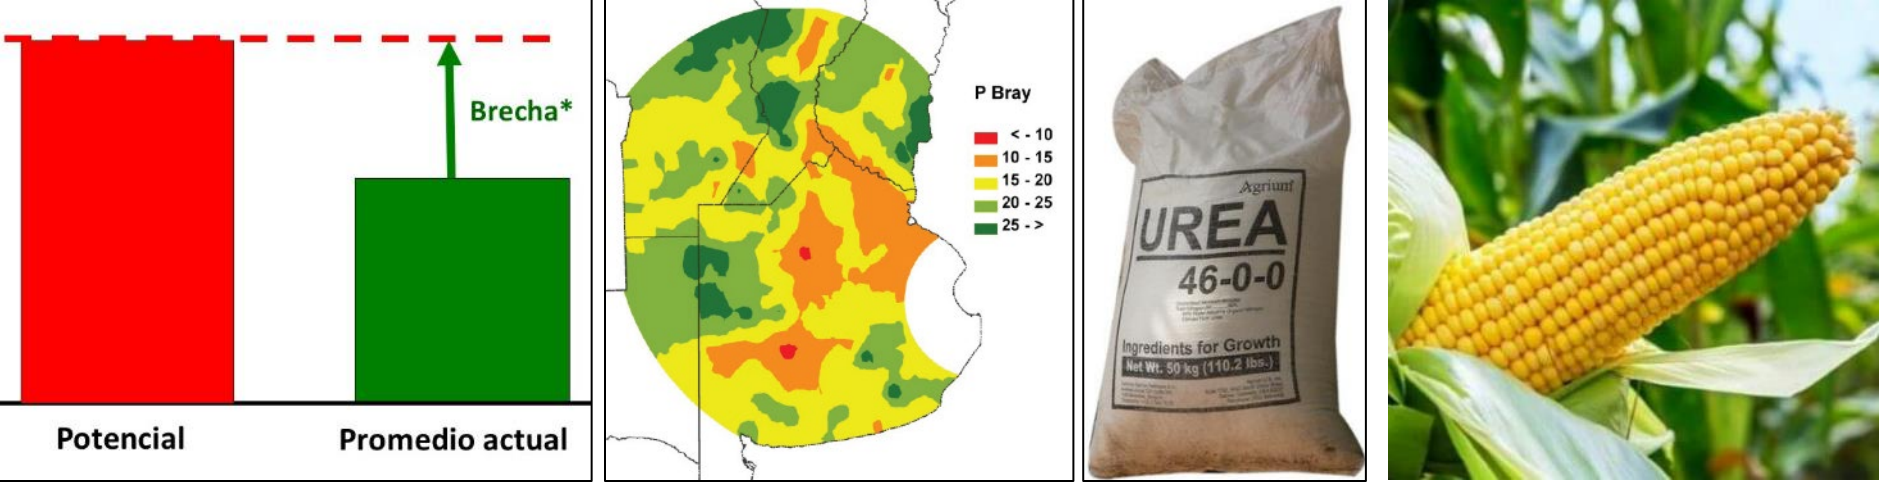 Brecha*
Potencial
Promedio actual
P Bray
< - 10
10 - 15
15 - 20
20 - 25
25 - >
Agrium
UREA
46-0-0
Ingredients for Growth
Net Wt. 50 kg (110.2 lbs.)